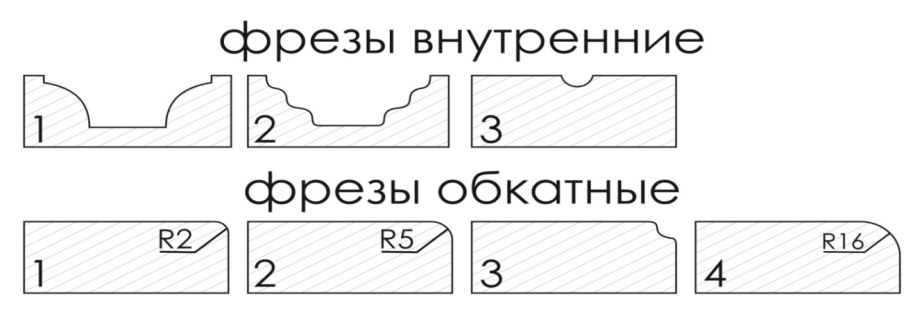 фрезы внутренние
1 2 3
фрезы обкатные
R2 R5 R16
1 2 3 4